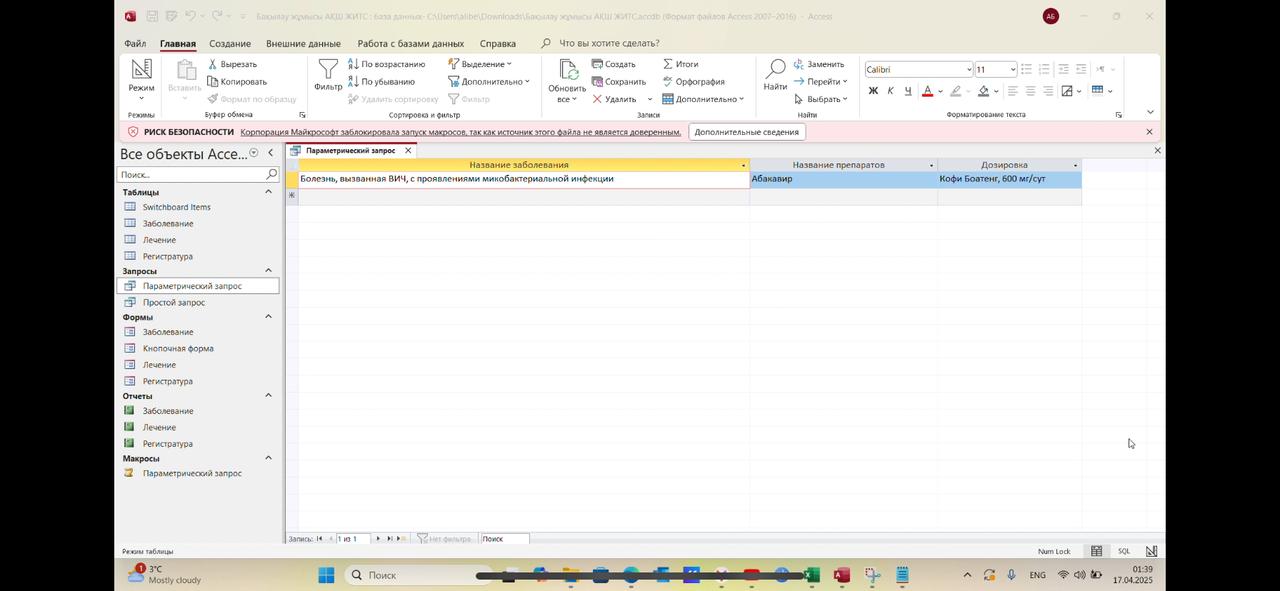 Бақылау жұмысы АҚШ ЖИТС : база данных- C:\Users\alibe\Downloads\Бақылау жұмысы АҚШ ЖИТС.accdb (Формат файлов Access 2007–2016) - Access
АБ
Файл Главная Создание Внешние данные Работа с базами данных Справка Что вы хотите сделать?
Режим
Режимы
Вставить
Вырезать
Копировать
Формат по образцу
Буфер обмена
Фильтр
По возрастанию
По убыванию
Удалить сортировку
Выделение
Дополнительно
Фильтр
Сортировка и фильтр
Обновить
все
Создать
Сохранить
Удалить
Итоги
Орфография
Дополнительно
Записи
Найти
Заменить
Перейти
Выбрать
Найти
Calibri 11
Ж К Ч А
Форматирование текста
РИСК БЕЗОПАСНОСТИ Корпорация Майкрософт заблокировала запуск макросов, так как источник этого файла не является доверенным. Дополнительные сведения
Все объекты Acce...
Поиск...
Таблицы
Switchboard Items
Заболевание
Лечение
Регистратура
Запросы
Параметрический запрос
Простой запрос
Формы
Заболевание
Кнопочная форма
Лечение
Регистратура
Отчеты
Заболевание
Лечение
Регистратура
Макросы
Параметрический запрос
Параметрический запрос
Название заболевания Название препаратов Дозировка
Болезнь, вызванная ВИЧ, с проявлениями микобактериальной инфекции Абакавир Кофи Боатенг, 600 мг/сут
Запись: 1 из 1 Нет фильтра Поиск
Режим таблицы Num Lock SQL
1
3°C
Mostly cloudy
Поиск
ENG
01:39
17.04.2025